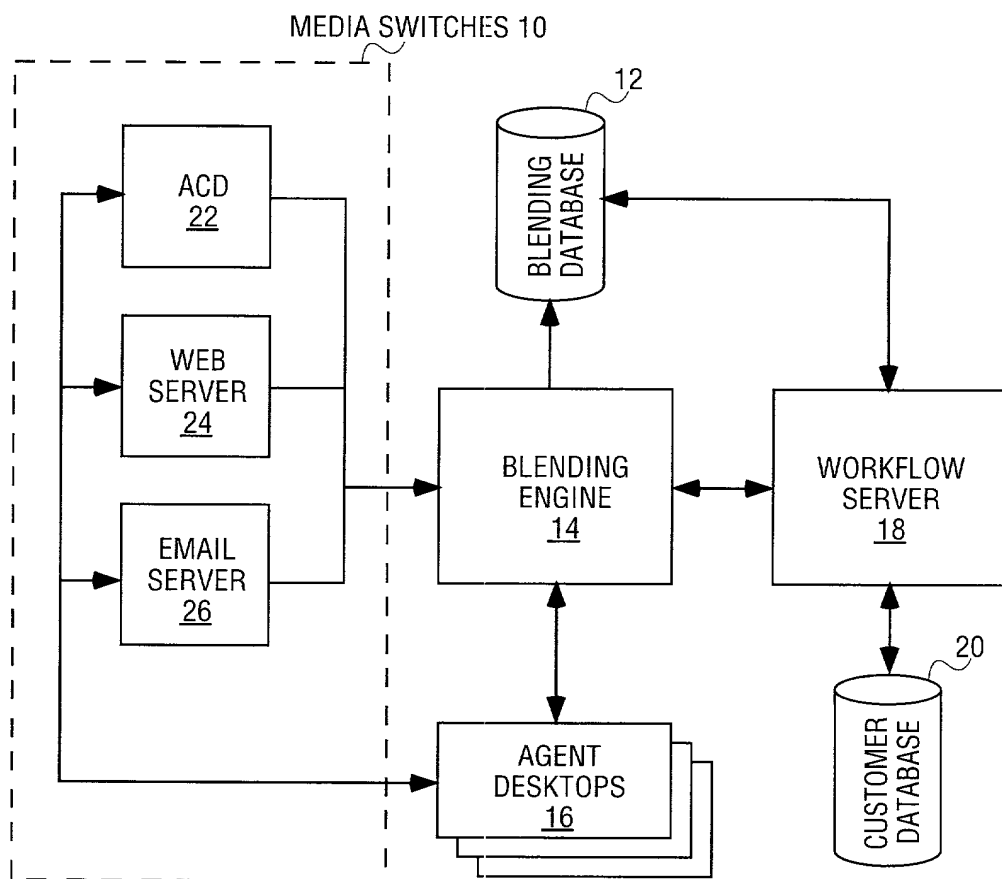 MEDIA SWITCHES 10
12
BLENDING
DATABASE
ACD
22
WEB
SERVER
24
EMAIL
SERVER
26
BLENDING
ENGINE
14
WORKFLOW
SERVER
18
20
CUSTOMER
DATABASE
AGENT
DESKTOPS
16